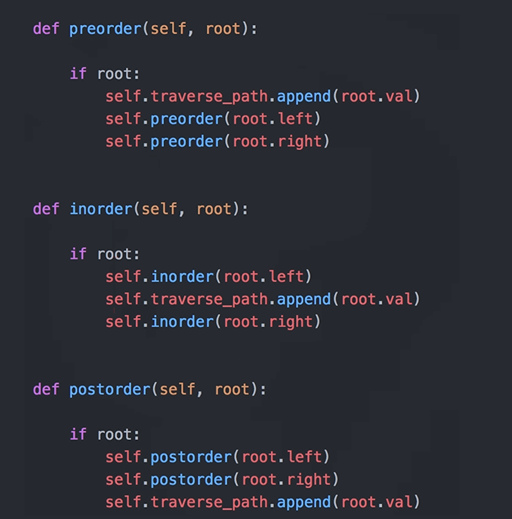 def preorder(self, root):
if root:
self.traverse_path.append(root.val)
self.preorder(root.left)
self.preorder(root.right)
def inorder(self, root):
if root:
self.inorder(root.left)
self.traverse_path.append(root.val)
self.inorder(root.right)
def postorder(self, root):
if root:
self.postorder(root.left)
self.postorder(root.right)
self.traverse_path.append(root.val)